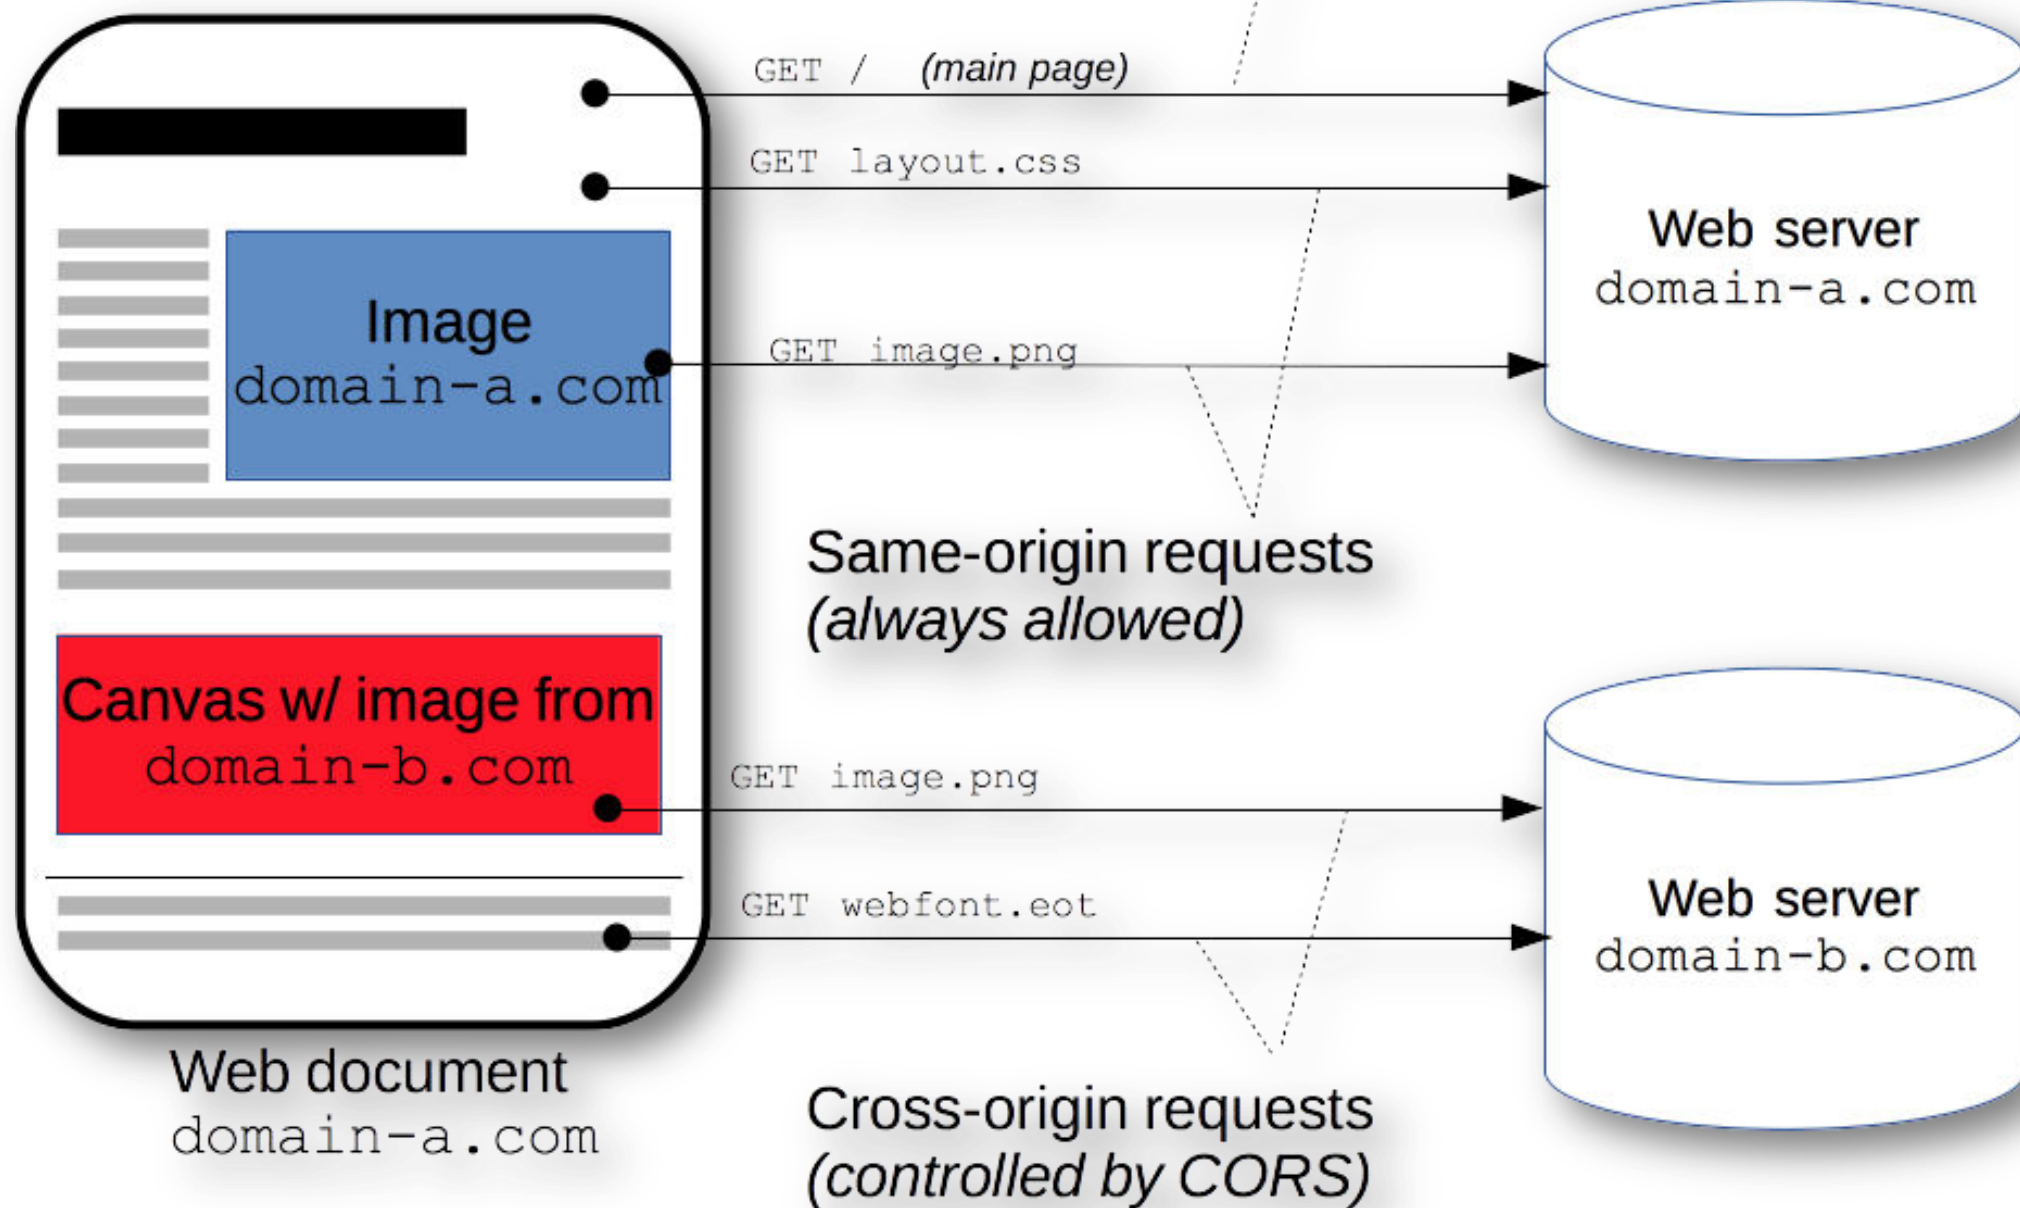 GET / (main page)
GET layout.css
Web server
domain-a.com
Image
domain-a.com
GET image.png
Same-origin requests
(always allowed)
Canvas w/ image from
domain-b.com
GET image.png
GET webfont.eot
Web server
domain-b.com
Web document
domain-a.com
Cross-origin requests
(controlled by CORS)